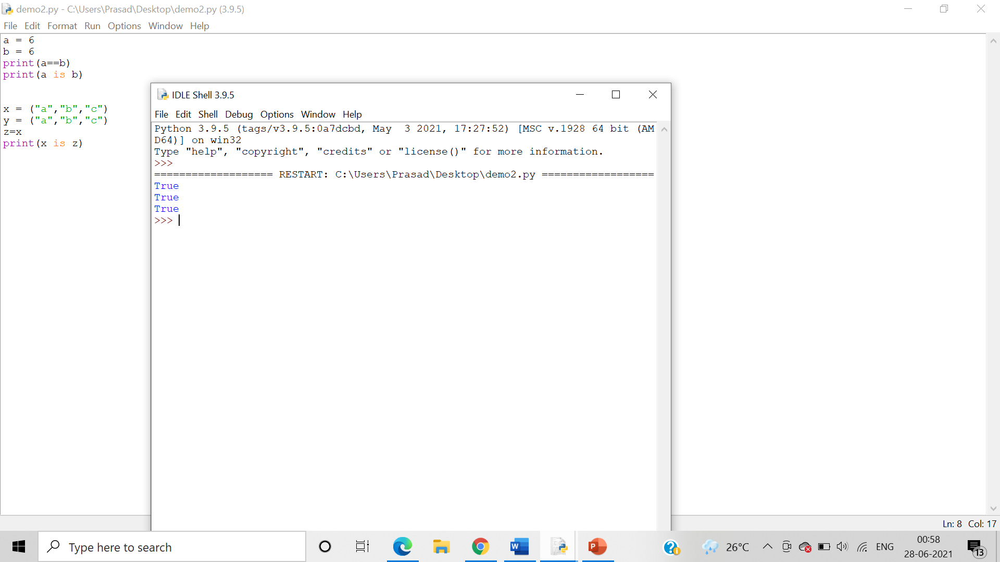 demo2.py - C:\Users\Prasad\Desktop\demo2.py (3.9.5)
File Edit Format Run Options Window Help
a = 6
b = 6
print(a==b)
print(a is b)
x = ("a","b","c")
y = ("a","b","c")
z=x
print(x is z)
IDLE Shell 3.9.5
File Edit Shell Debug Options Window Help
Python 3.9.5 (tags/v3.9.5:0a7dcbd, May  3 2021, 17:27:52) [MSC v.1928 64 bit (AM
D64)] on win32
Type "help", "copyright", "credits" or "license()" for more information.
>>>
=================== RESTART: C:\Users\Prasad\Desktop\demo2.py ==================
True
True
True
>>>
Ln: 8 Col: 17
Type here to search
W
P
26°C
ENG
00:58
28-06-2021
13